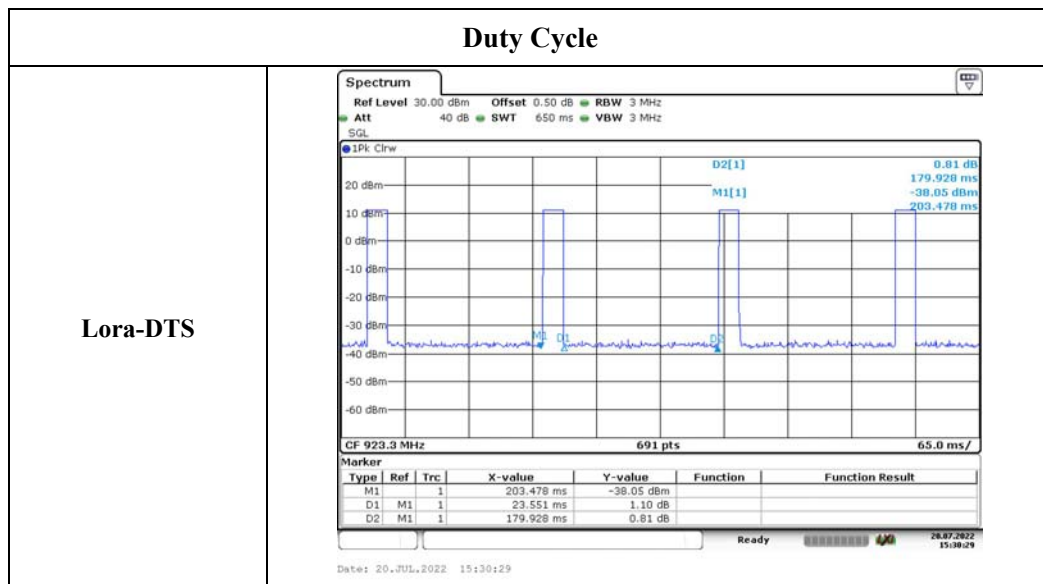 Duty Cycle
Lora-DTS
Spectrum
Ref Level 30.00 dBm Offset 0.50 dB RBW 3 MHz
Att 40 dB SWT 650 ms VBW 3 MHz
SGL
1Pk Clrw
D2[1] 0.81 dB
179.928 ms
M1[1] -38.05 dBm
203.478 ms
20 dBm
10 dBm
0 dBm
-10 dBm
-20 dBm
-30 dBm
M1 D1 D2
-40 dBm
-50 dBm
-60 dBm
CF 923.3 MHz 691 pts 65.0 ms/
Marker
Type Ref Trc X-value Y-value Function Function Result
M1 1 203.478 ms -38.05 dBm
D1 M1 1 23.551 ms 1.10 dB
D2 M1 1 179.928 ms 0.81 dB
Ready 20.07.2022
15:30:29
Date: 20.JUL.2022 15:30:29